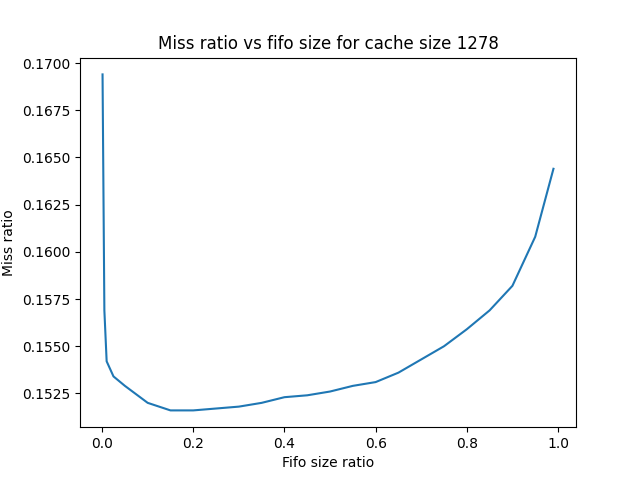 Miss ratio vs fifo size for cache size 1278
0.1700
0.1675
0.1650
0.1625
0.1600
0.1575
0.1550
0.1525
Miss ratio
0.0 0.2 0.4 0.6 0.8 1.0
Fifo size ratio